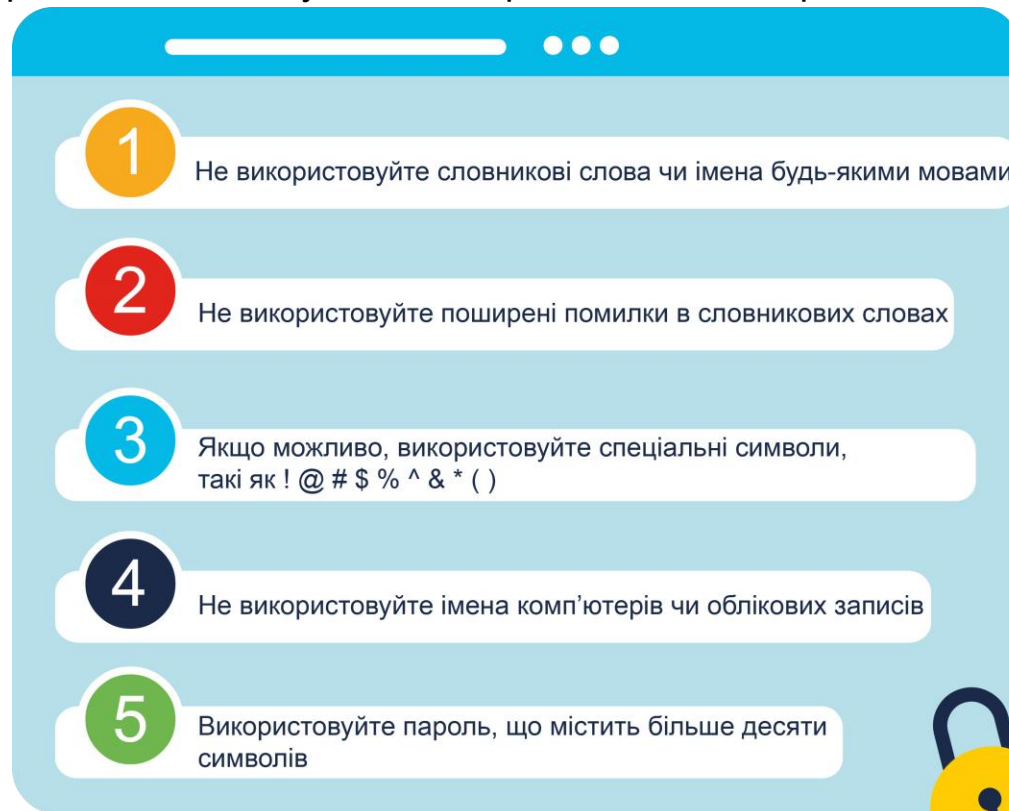 1
Не використовуйте словникові слова чи імена будь-якими мовами
2
Не використовуйте поширені помилки в словникових словах
3
Якщо можливо, використовуйте спеціальні символи,
такі як ! @ # $ % ^ & * ( )
4
Не використовуйте імена комп’ютерів чи облікових записів
5
Використовуйте пароль, що містить більше десяти
символів